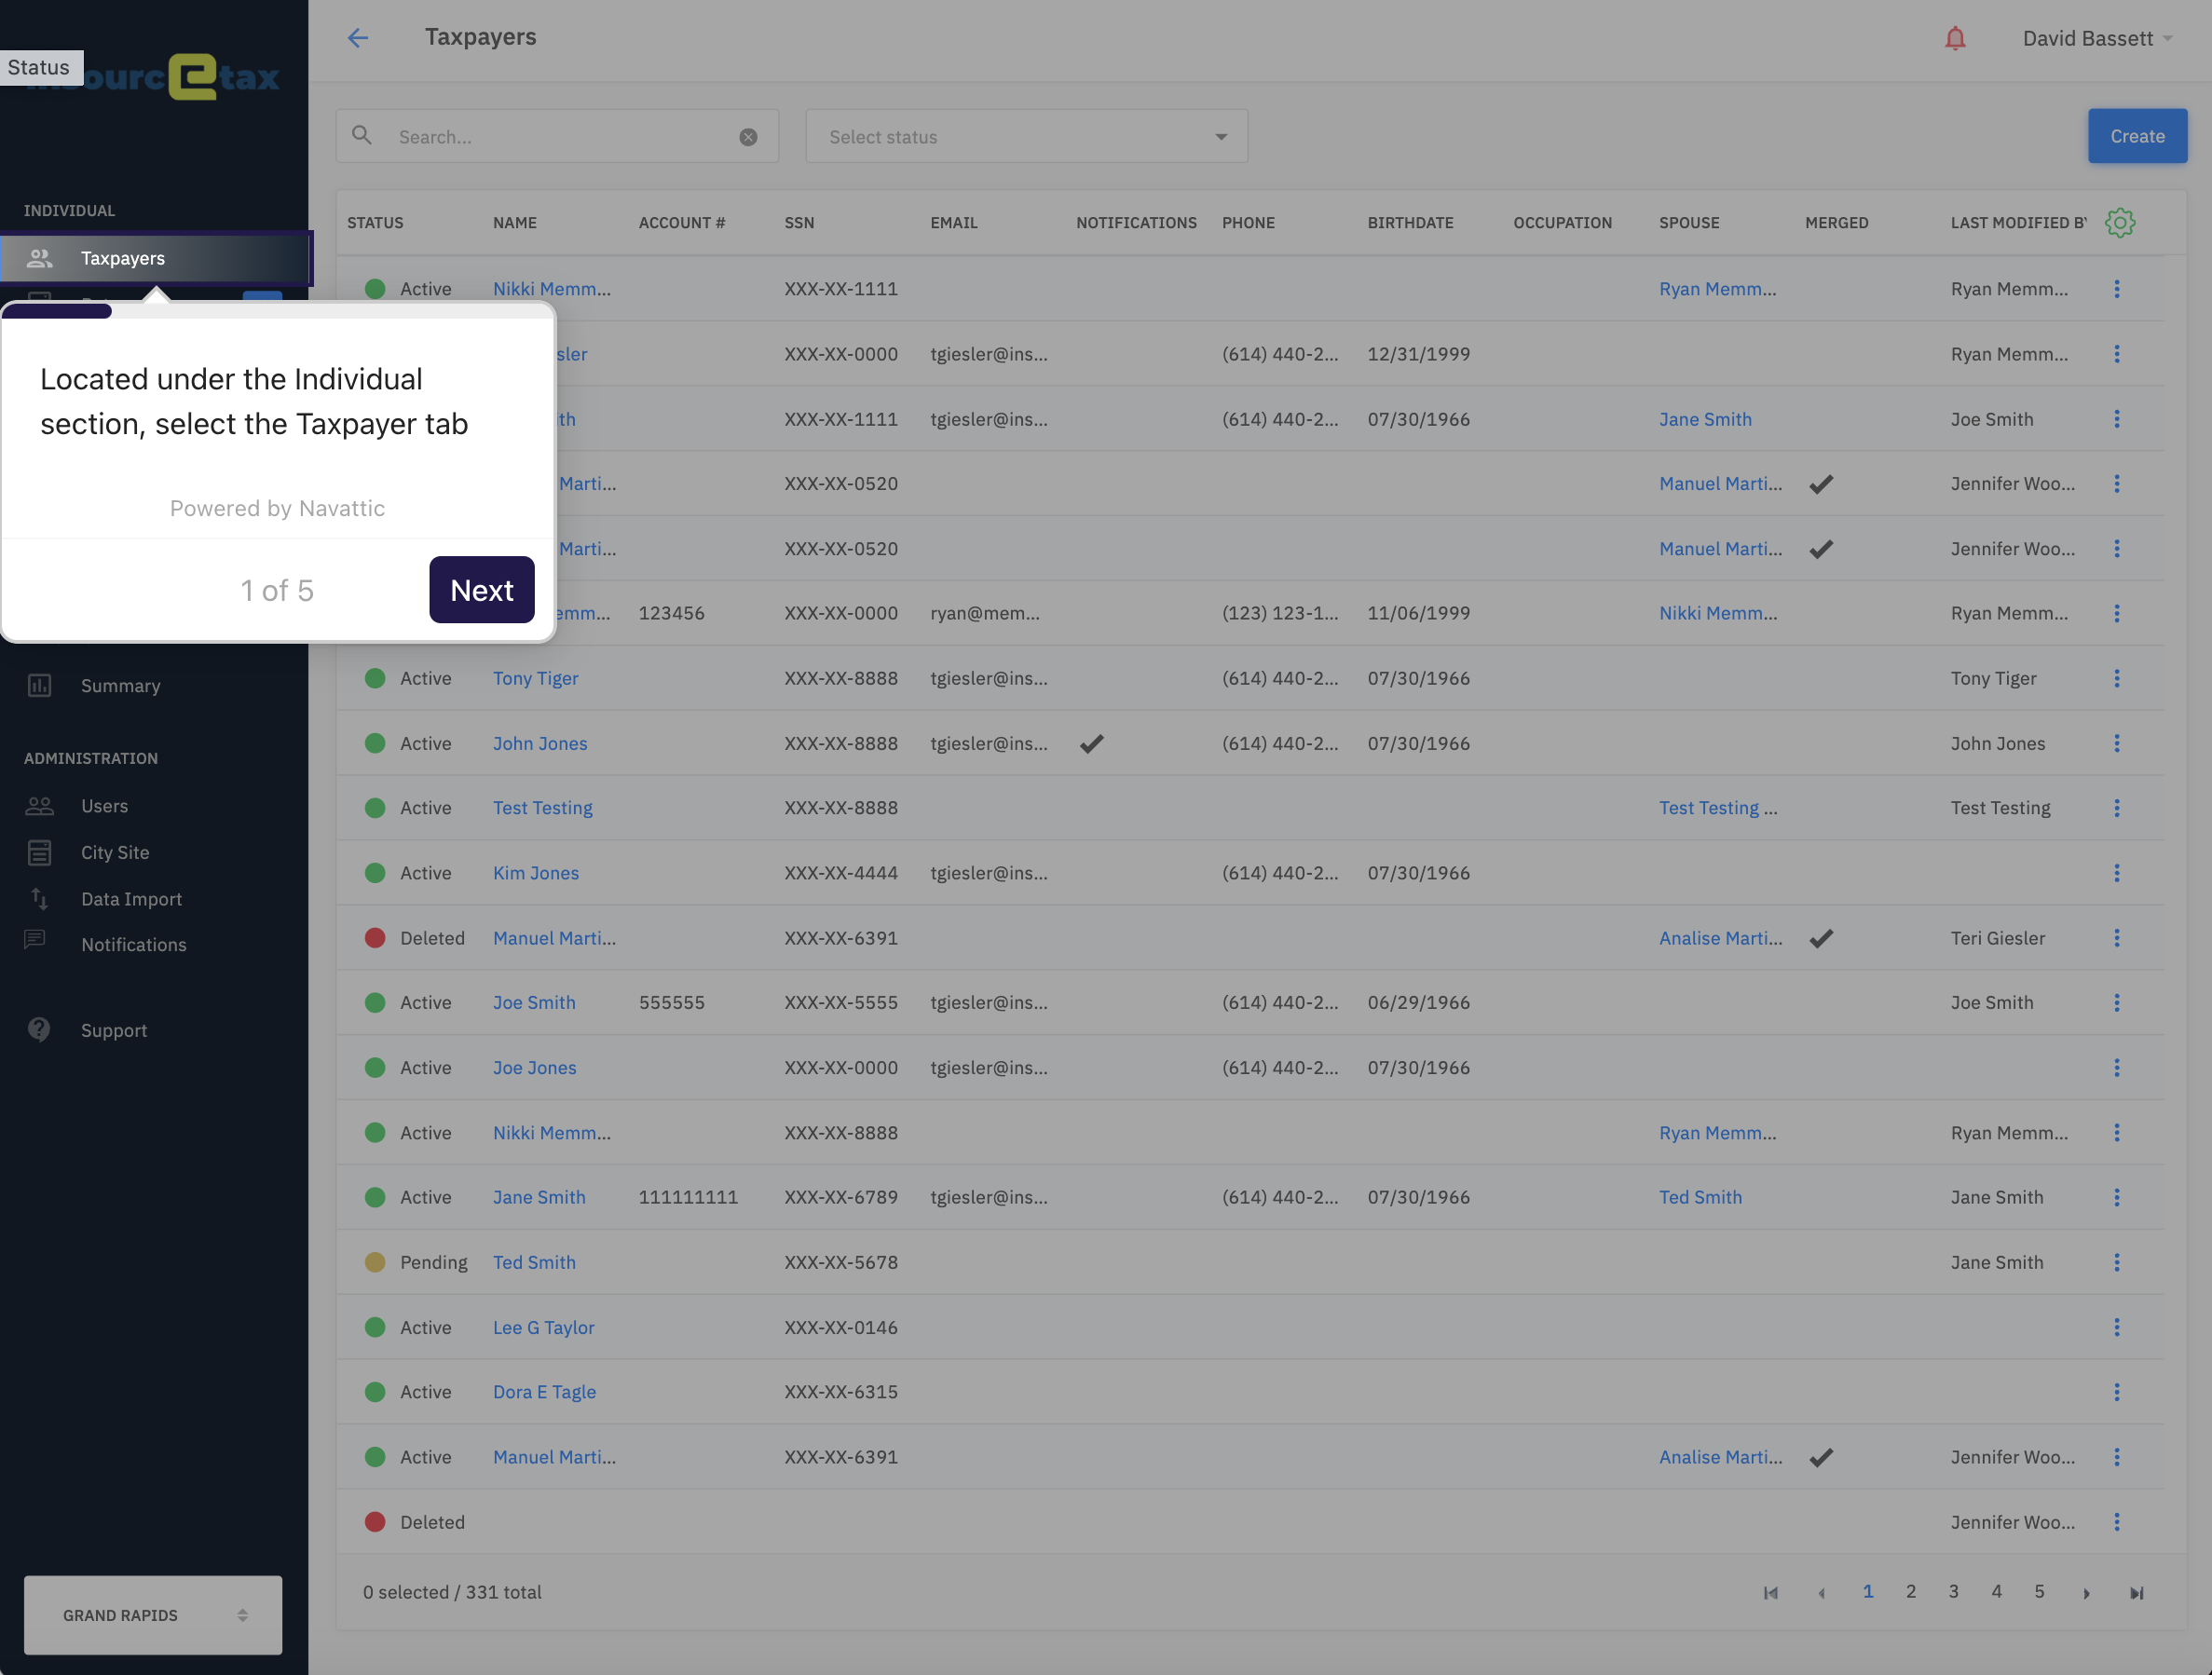 Status
ourcetax
INDIVIDUAL
Taxpayers
Located under the Individual
section, select the Taxpayer tab
Powered by Navattic
1 of 5
Next
Summary
ADMINISTRATION
Users
City Site
Data Import
Notifications
Support
GRAND RAPIDS
Taxpayers
David Bassett
Search...
Select status
Create
STATUS NAME ACCOUNT # SSN EMAIL NOTIFICATIONS PHONE BIRTHDATE OCCUPATION SPOUSE MERGED LAST MODIFIED BY
Active Nikki Memm... XXX-XX-1111 Ryan Memm... Ryan Memm...
sler XXX-XX-0000 tgiesler@ins... (614) 440-2... 12/31/1999 Ryan Memm...
ith XXX-XX-1111 tgiesler@ins... (614) 440-2... 07/30/1966 Jane Smith Joe Smith
Marti... XXX-XX-0520 Manuel Marti... Jennifer Woo...
Marti... XXX-XX-0520 Manuel Marti... Jennifer Woo...
emm... 123456 XXX-XX-0000 ryan@mem... (123) 123-1... 11/06/1999 Nikki Memm... Ryan Memm...
Active Tony Tiger XXX-XX-8888 tgiesler@ins... (614) 440-2... 07/30/1966 Tony Tiger
Active John Jones XXX-XX-8888 tgiesler@ins... (614) 440-2... 07/30/1966 John Jones
Active Test Testing XXX-XX-8888 Test Testing ... Test Testing
Active Kim Jones XXX-XX-4444 tgiesler@ins... (614) 440-2... 07/30/1966
Deleted Manuel Marti... XXX-XX-6391 Analise Marti... Teri Giesler
Active Joe Smith 555555 XXX-XX-5555 tgiesler@ins... (614) 440-2... 06/29/1966 Joe Smith
Active Joe Jones XXX-XX-0000 tgiesler@ins... (614) 440-2... 07/30/1966
Active Nikki Memm... XXX-XX-8888 Ryan Memm... Ryan Memm...
Active Jane Smith 111111111 XXX-XX-6789 tgiesler@ins... (614) 440-2... 07/30/1966 Ted Smith Jane Smith
Pending Ted Smith XXX-XX-5678 Jane Smith
Active Lee G Taylor XXX-XX-0146
Active Dora E Tagle XXX-XX-6315
Active Manuel Marti... XXX-XX-6391 Analise Marti... Jennifer Woo...
Deleted Jennifer Woo...
0 selected / 331 total
1 2 3 4 5